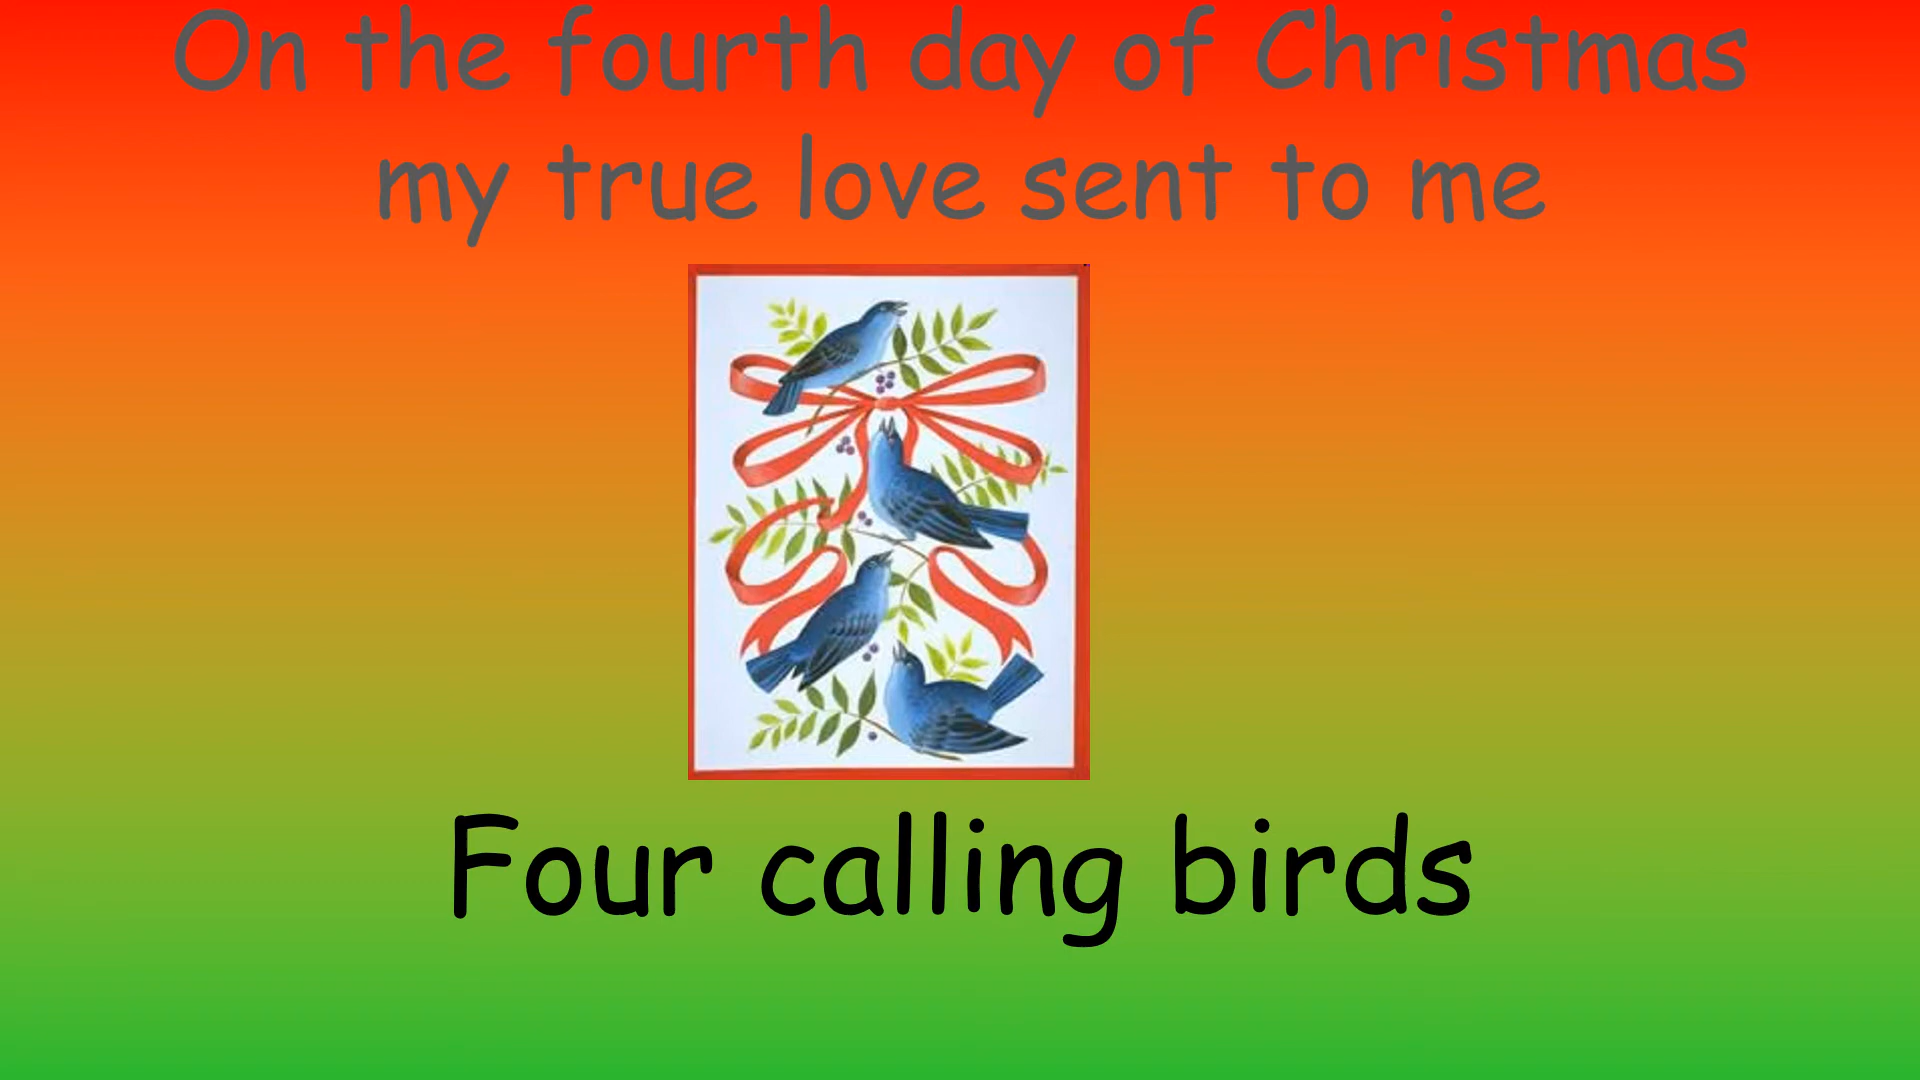 On the fourth day of Christmas
my true love sent to me
Four calling birds